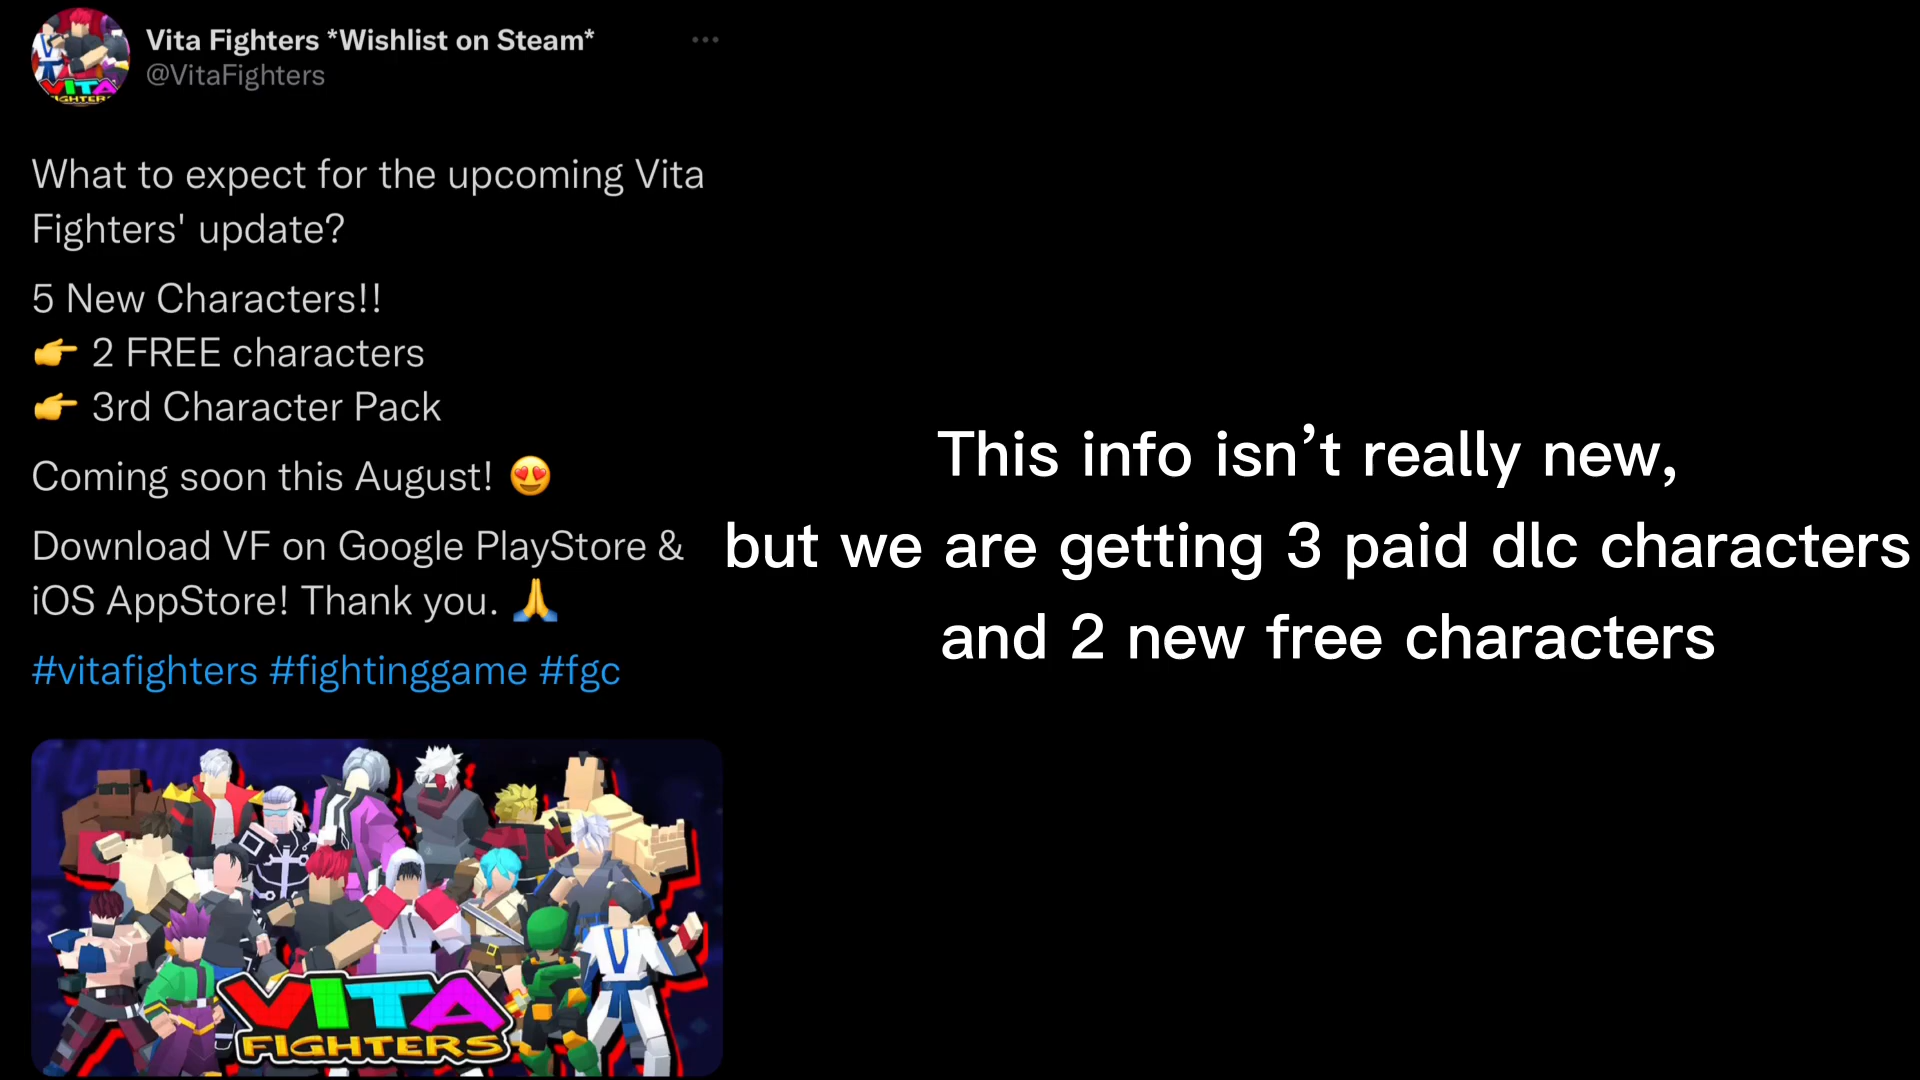 Vita Fighters *Wishlist on Steam*
@VitaFighters
What to expect for the upcoming Vita
Fighters' update?
5 New Characters!!
👉 2 FREE characters
👉 3rd Character Pack
Coming soon this August! 😍
Download VF on Google PlayStore &
iOS AppStore! Thank you. 🙏
#vitafighters #fightinggame #fgc
VITA
FIGHTERS
This info isn’t really new,
but we are getting 3 paid dlc characters
and 2 new free characters